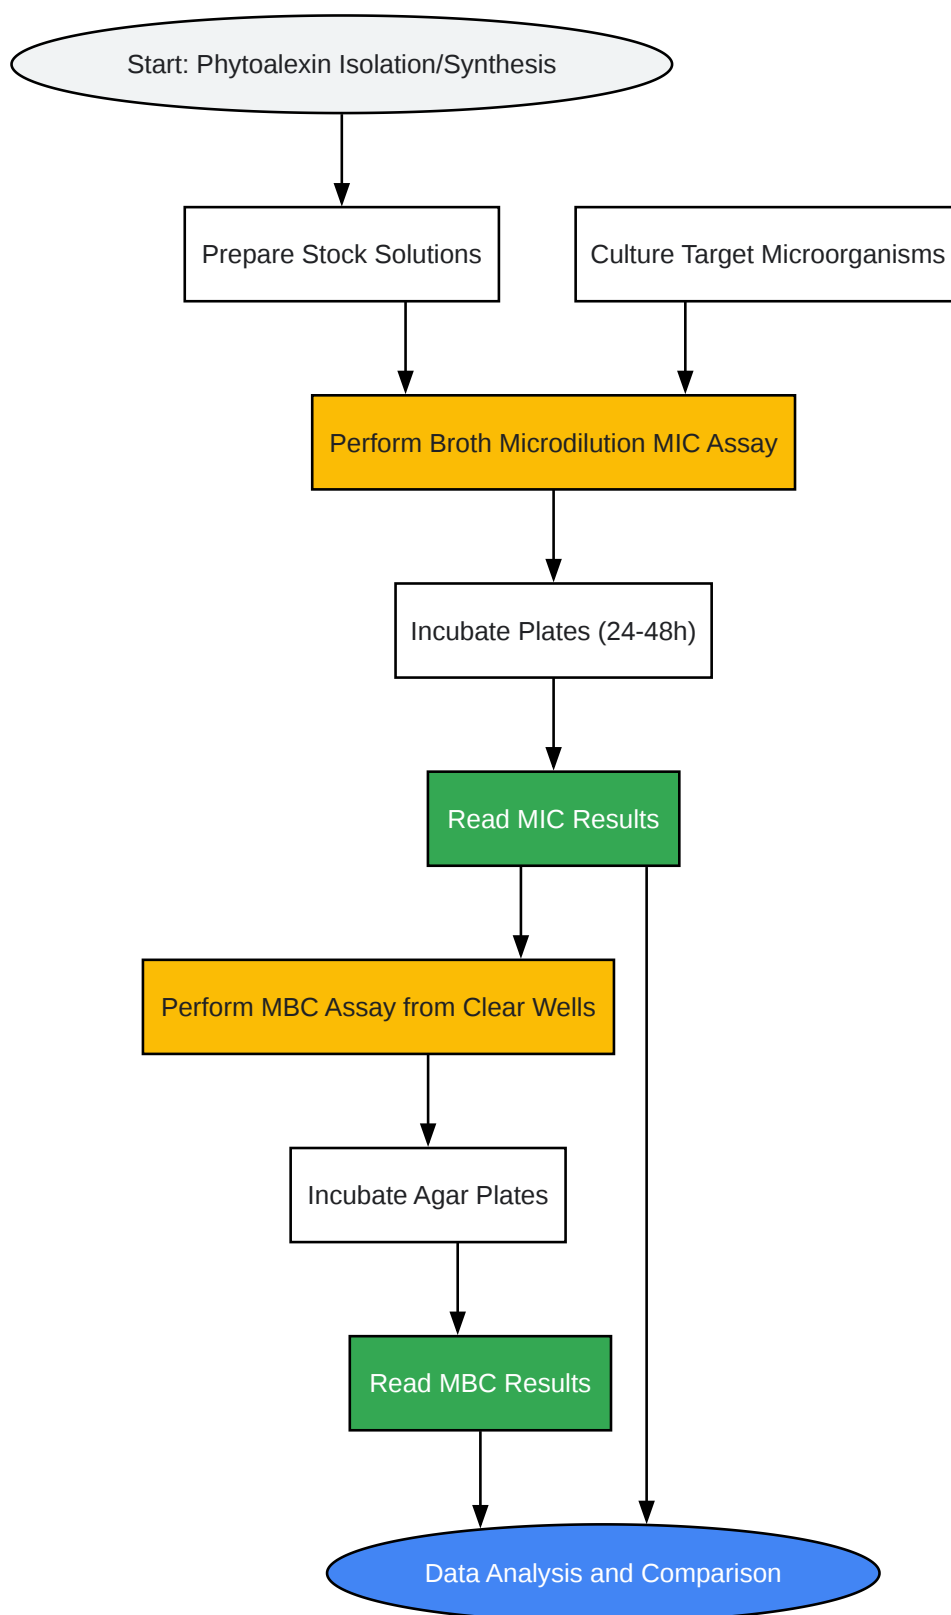 Start: Phytoalexin Isolation/Synthesis
Prepare Stock Solutions
Culture Target Microorganisms
Perform Broth Microdilution MIC Assay
Incubate Plates (24-48h)
Read MIC Results
Perform MBC Assay from Clear Wells
Incubate Agar Plates
Read MBC Results
Data Analysis and Comparison